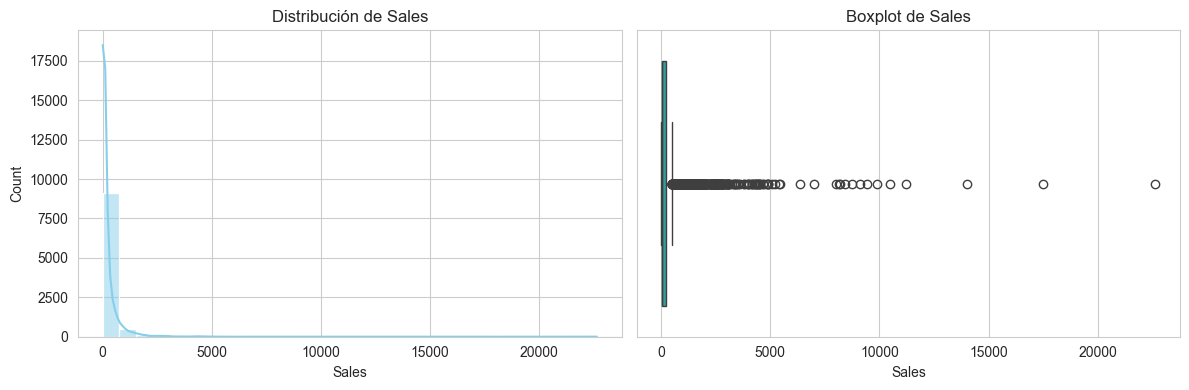 Distribución de Sales
17500
15000
12500
10000
7500
5000
2500
0
Count
0 5000 10000 15000 20000
Sales
Boxplot de Sales
0 5000 10000 15000 20000
Sales